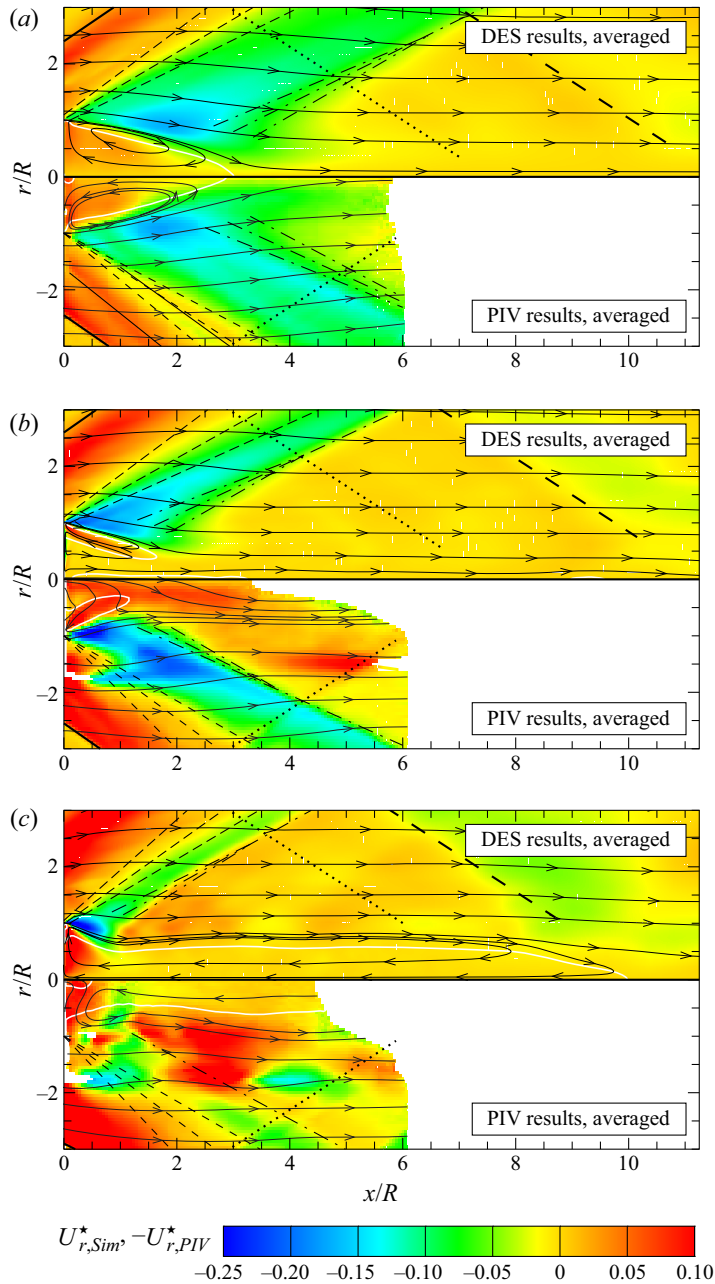 (a)
DES results, averaged
2
r/R
0
−2
PIV results, averaged
0 2 4 6 8 10
(b)
DES results, averaged
2
r/R
0
−2
PIV results, averaged
0 2 4 6 8 10
(c)
DES results, averaged
2
r/R
0
−2
PIV results, averaged
0 2 4 6 8 10
x/R
U★r,Sim, −U★r,PIV
−0.25 −0.20 −0.15 −0.10 −0.05 0 0.05 0.10